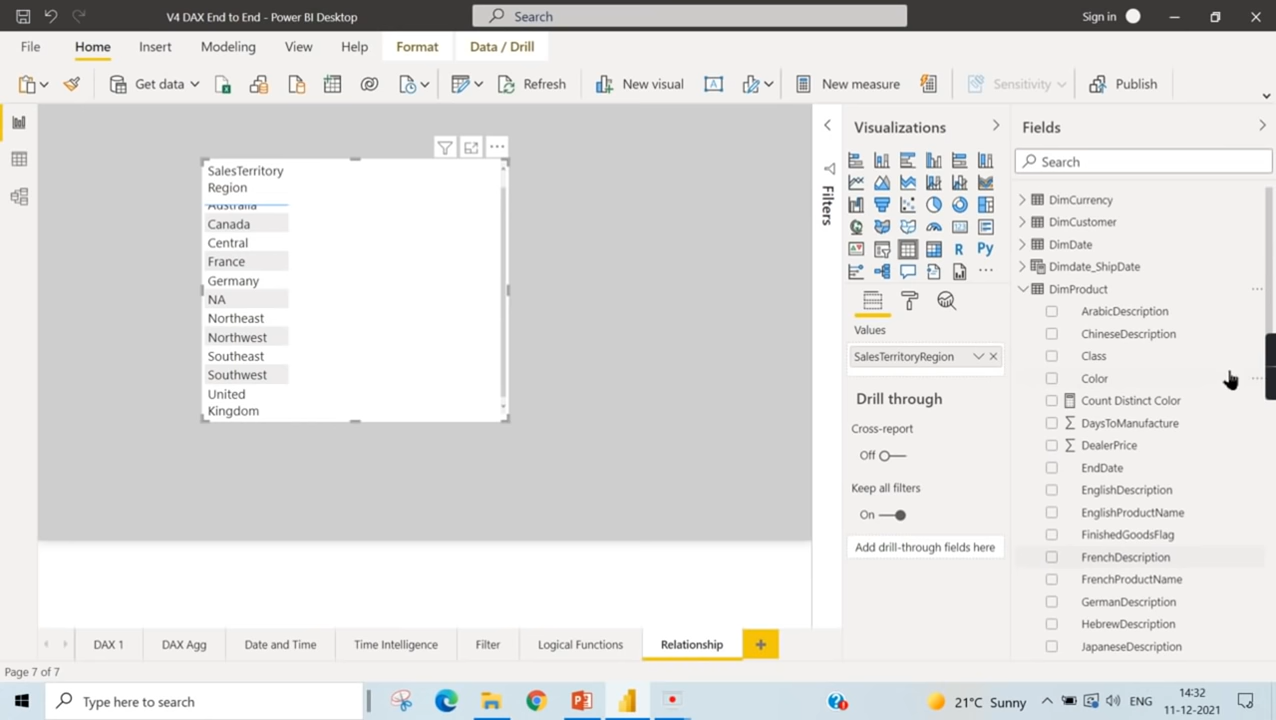 V4 DAX End to End - Power BI Desktop
Search
Sign in
File
Home
Insert
Modeling
View
Help
Format
Data / Drill
Get data
Refresh
New visual
New measure
Sensitivity
Publish
SalesTerritory
Region
Australia
Canada
Central
France
Germany
NA
Northeast
Northwest
Southeast
Southwest
United
Kingdom
Filters
Visualizations
R
Py
Values
SalesTerritoryRegion
Drill through
Cross-report
Off
Keep all filters
On
Add drill-through fields here
Fields
Search
DimCurrency
DimCustomer
DimDate
Dimdate_ShipDate
DimProduct
ArabicDescription
ChineseDescription
Class
Color
Count Distinct Color
DaysToManufacture
DealerPrice
EndDate
EnglishDescription
EnglishProductName
FinishedGoodsFlag
FrenchDescription
FrenchProductName
GermanDescription
HebrewDescription
JapaneseDescription
DAX 1
DAX Agg
Date and Time
Time Intelligence
Filter
Logical Functions
Relationship
Page 7 of 7
Type here to search
21°C Sunny
ENG
14:32
11-12-2021